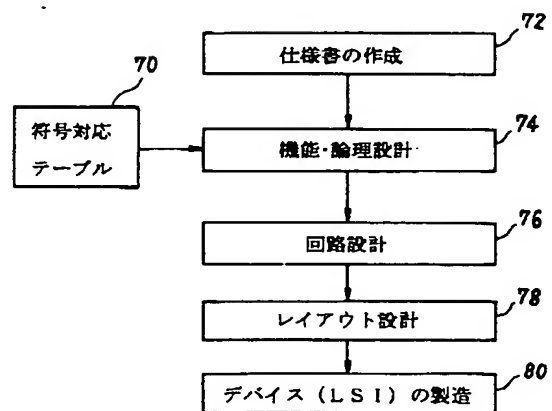 72
仕様書の作成
70
符号対応
テーブル
74
機能・論理設計
76
回路設計
78
レイアウト設計
80
デバイス(LSI)の製造